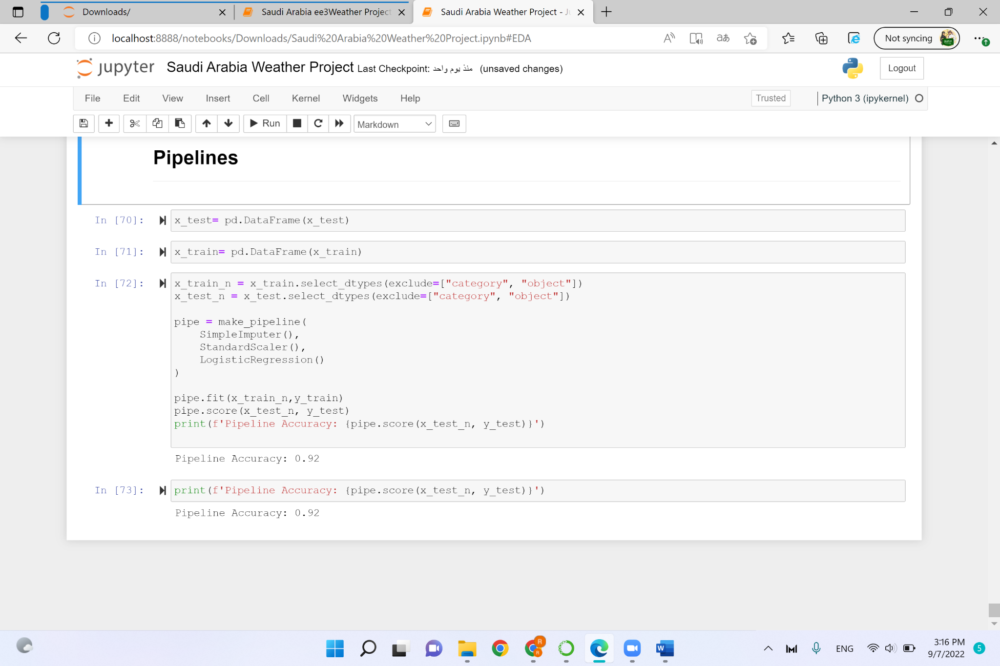 Downloads/
Saudi Arabia ee3Weather Project
Saudi Arabia Weather Project - Ju
localhost:8888/notebooks/Downloads/Saudi%20Arabia%20Weather%20Project.ipynb#EDA
Not syncing
jupyter Saudi Arabia Weather Project Last Checkpoint: منذ يوم واحد (unsaved changes)
Logout
File Edit View Insert Cell Kernel Widgets Help
Trusted
Python 3 (ipykernel)
Run
Markdown
Pipelines
In [70]: x_test= pd.DataFrame(x_test)
In [71]: x_train= pd.DataFrame(x_train)
In [72]: x_train_n = x_train.select_dtypes(exclude=["category", "object"])
x_test_n = x_test.select_dtypes(exclude=["category", "object"])
pipe = make_pipeline(
SimpleImputer(),
StandardScaler(),
LogisticRegression()
)
pipe.fit(x_train_n,y_train)
pipe.score(x_test_n, y_test)
print(f'Pipeline Accuracy: {pipe.score(x_test_n, y_test)}')
Pipeline Accuracy: 0.92
In [73]: print(f'Pipeline Accuracy: {pipe.score(x_test_n, y_test)}')
Pipeline Accuracy: 0.92
ENG
3:16 PM
9/7/2022
5